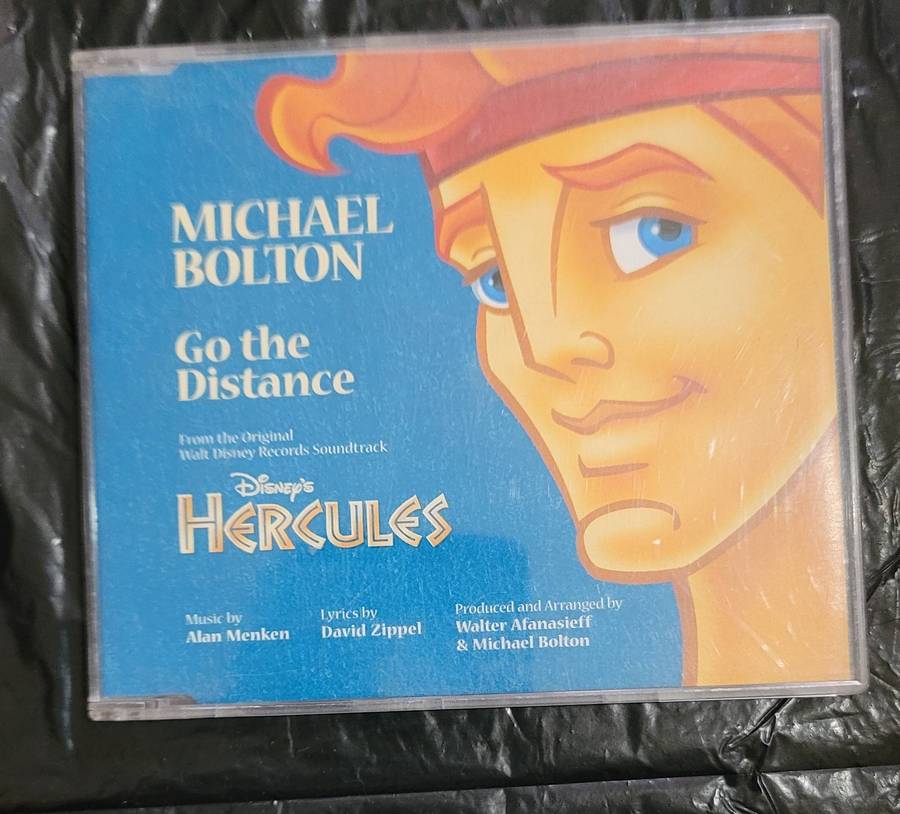 MICHAEL
BOLTON
Go the
Distance
From the Original
Walt Disney Records Soundtrack
Disney's
HERCULES
Music by
Alan Menken
Lyrics by
David Zippel
Produced and Arranged by
Walter Afanasieff
& Michael Bolton